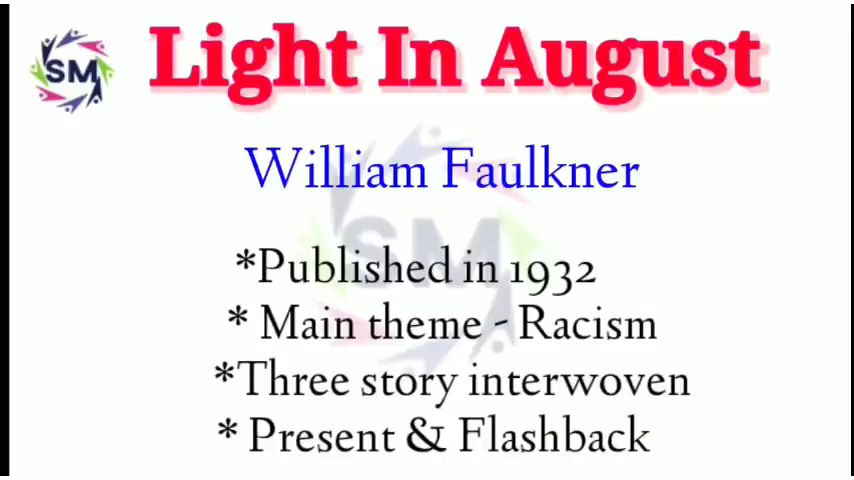 SM
Light In August
William Faulkner
*Published in 1932
* Main theme - Racism
*Three story interwoven
* Present & Flashback